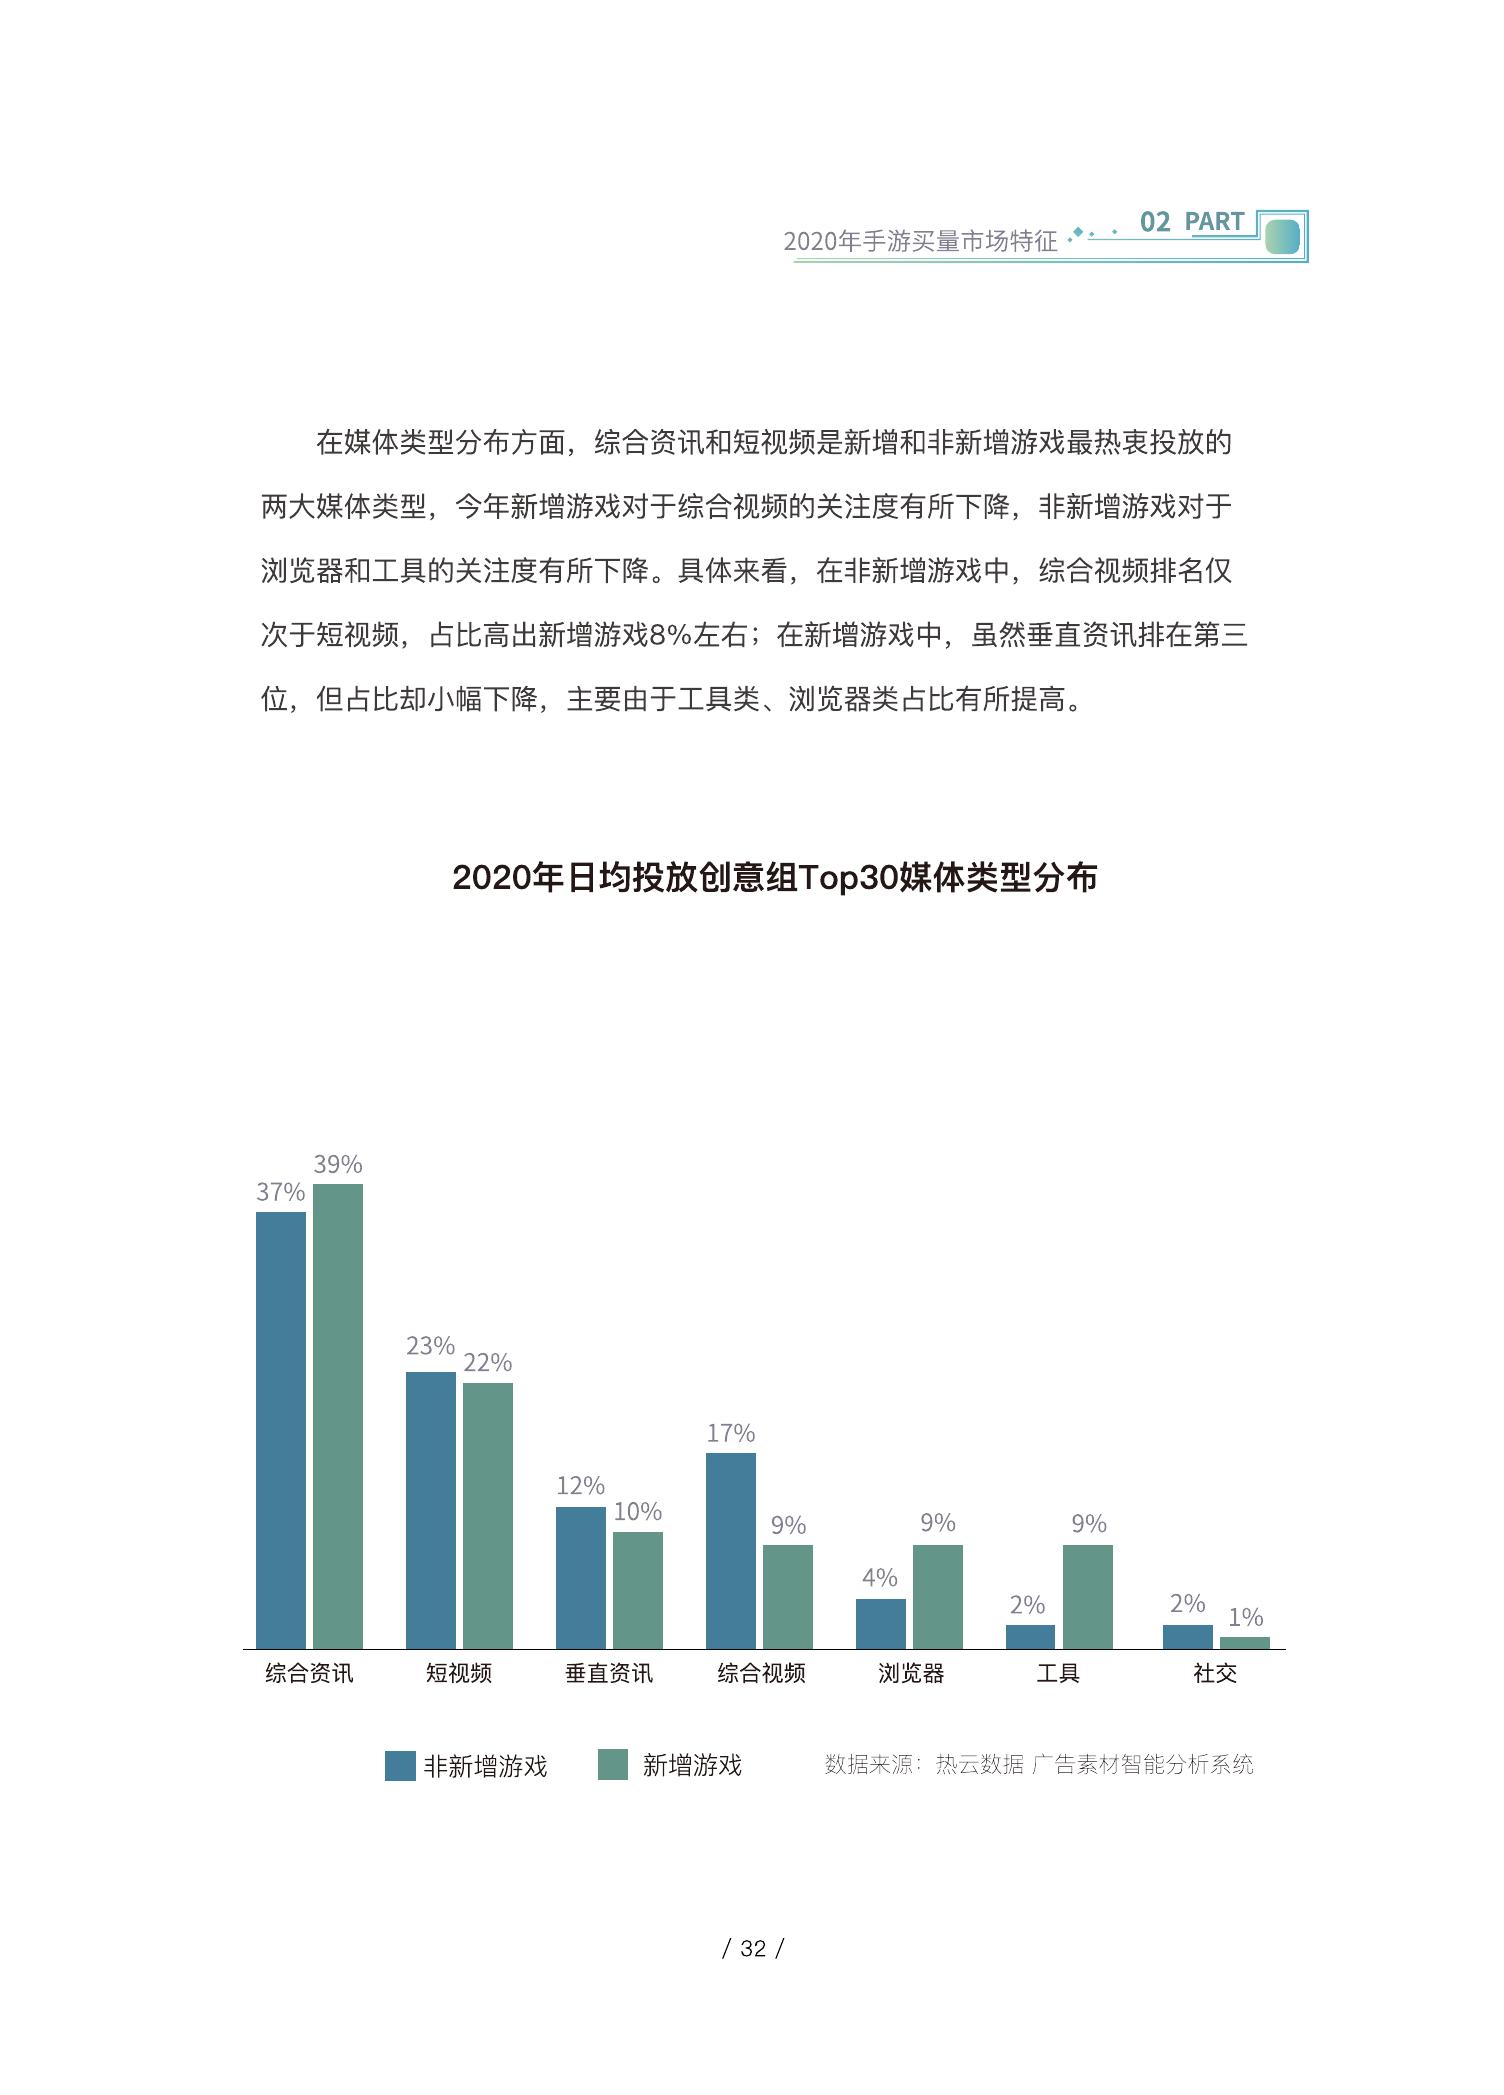 2020年手游买量市场特征
02 PART
在媒体类型分布方面，综合资讯和短视频是新增和非新增游戏最热衷投放的
两大媒体类型，今年新增游戏对于综合视频的关注度有所下降，非新增游戏对于
浏览器和工具的关注度有所下降。具体来看，在非新增游戏中，综合视频排名仅
次于短视频，占比高出新增游戏8%左右；在新增游戏中，虽然垂直资讯排在第三
位，但占比却小幅下降，主要由于工具类、浏览器类占比有所提高。
2020年日均投放创意组Top30媒体类型分布
37% 39%
23% 22%
12% 10%
17% 9%
4% 9%
2% 9%
2% 1%
综合资讯 短视频 垂直资讯 综合视频 浏览器 工具 社交
非新增游戏 新增游戏 数据来源：热云数据 广告素材智能分析系统
/ 32 /